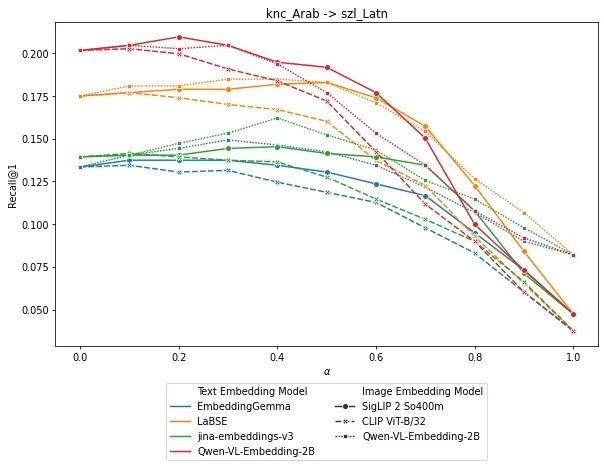 knc_Arab -> szl_Latn
Recall@1
0.200
0.175
0.150
0.125
0.100
0.075
0.050
0.0 0.2 0.4 0.6 0.8 1.0
α
Text Embedding Model
EmbeddingGemma
LaBSE
jina-embeddings-v3
Qwen-VL-Embedding-2B
Image Embedding Model
SigLIP 2 So400m
CLIP ViT-B/32
Qwen-VL-Embedding-2B